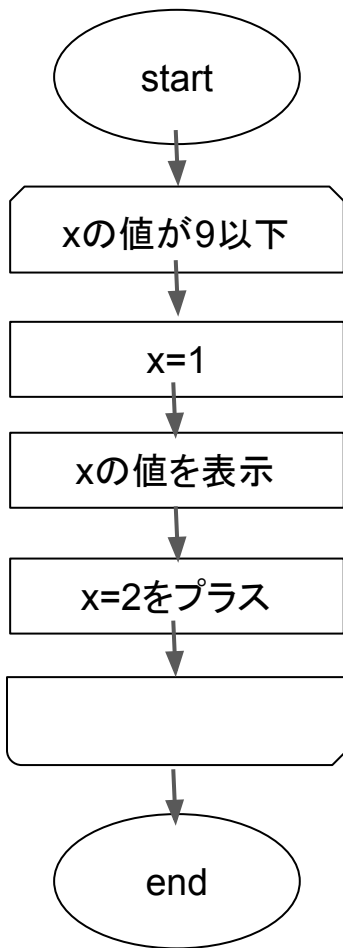 start
xの値が9以下
x=1
xの値を表示
x=2をプラス
end